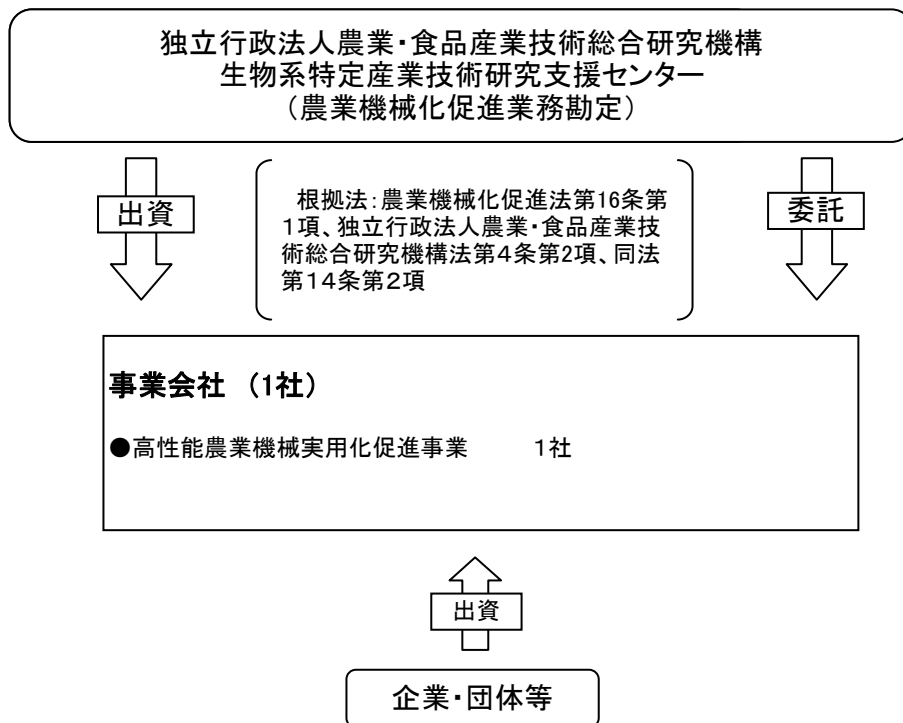 独立行政法人農業・食品産業技術総合研究機構
生物系特定産業技術研究支援センター
（農業機械化促進業務勘定）
出資
根拠法：農業機械化促進法第16条第
1項、独立行政法人農業・食品産業技
術総合研究機構法第４条第2項、同法
第１４条第２項
委託
事業会社 （1社）
●高性能農業機械実用化促進事業 １社
出資
企業・団体等